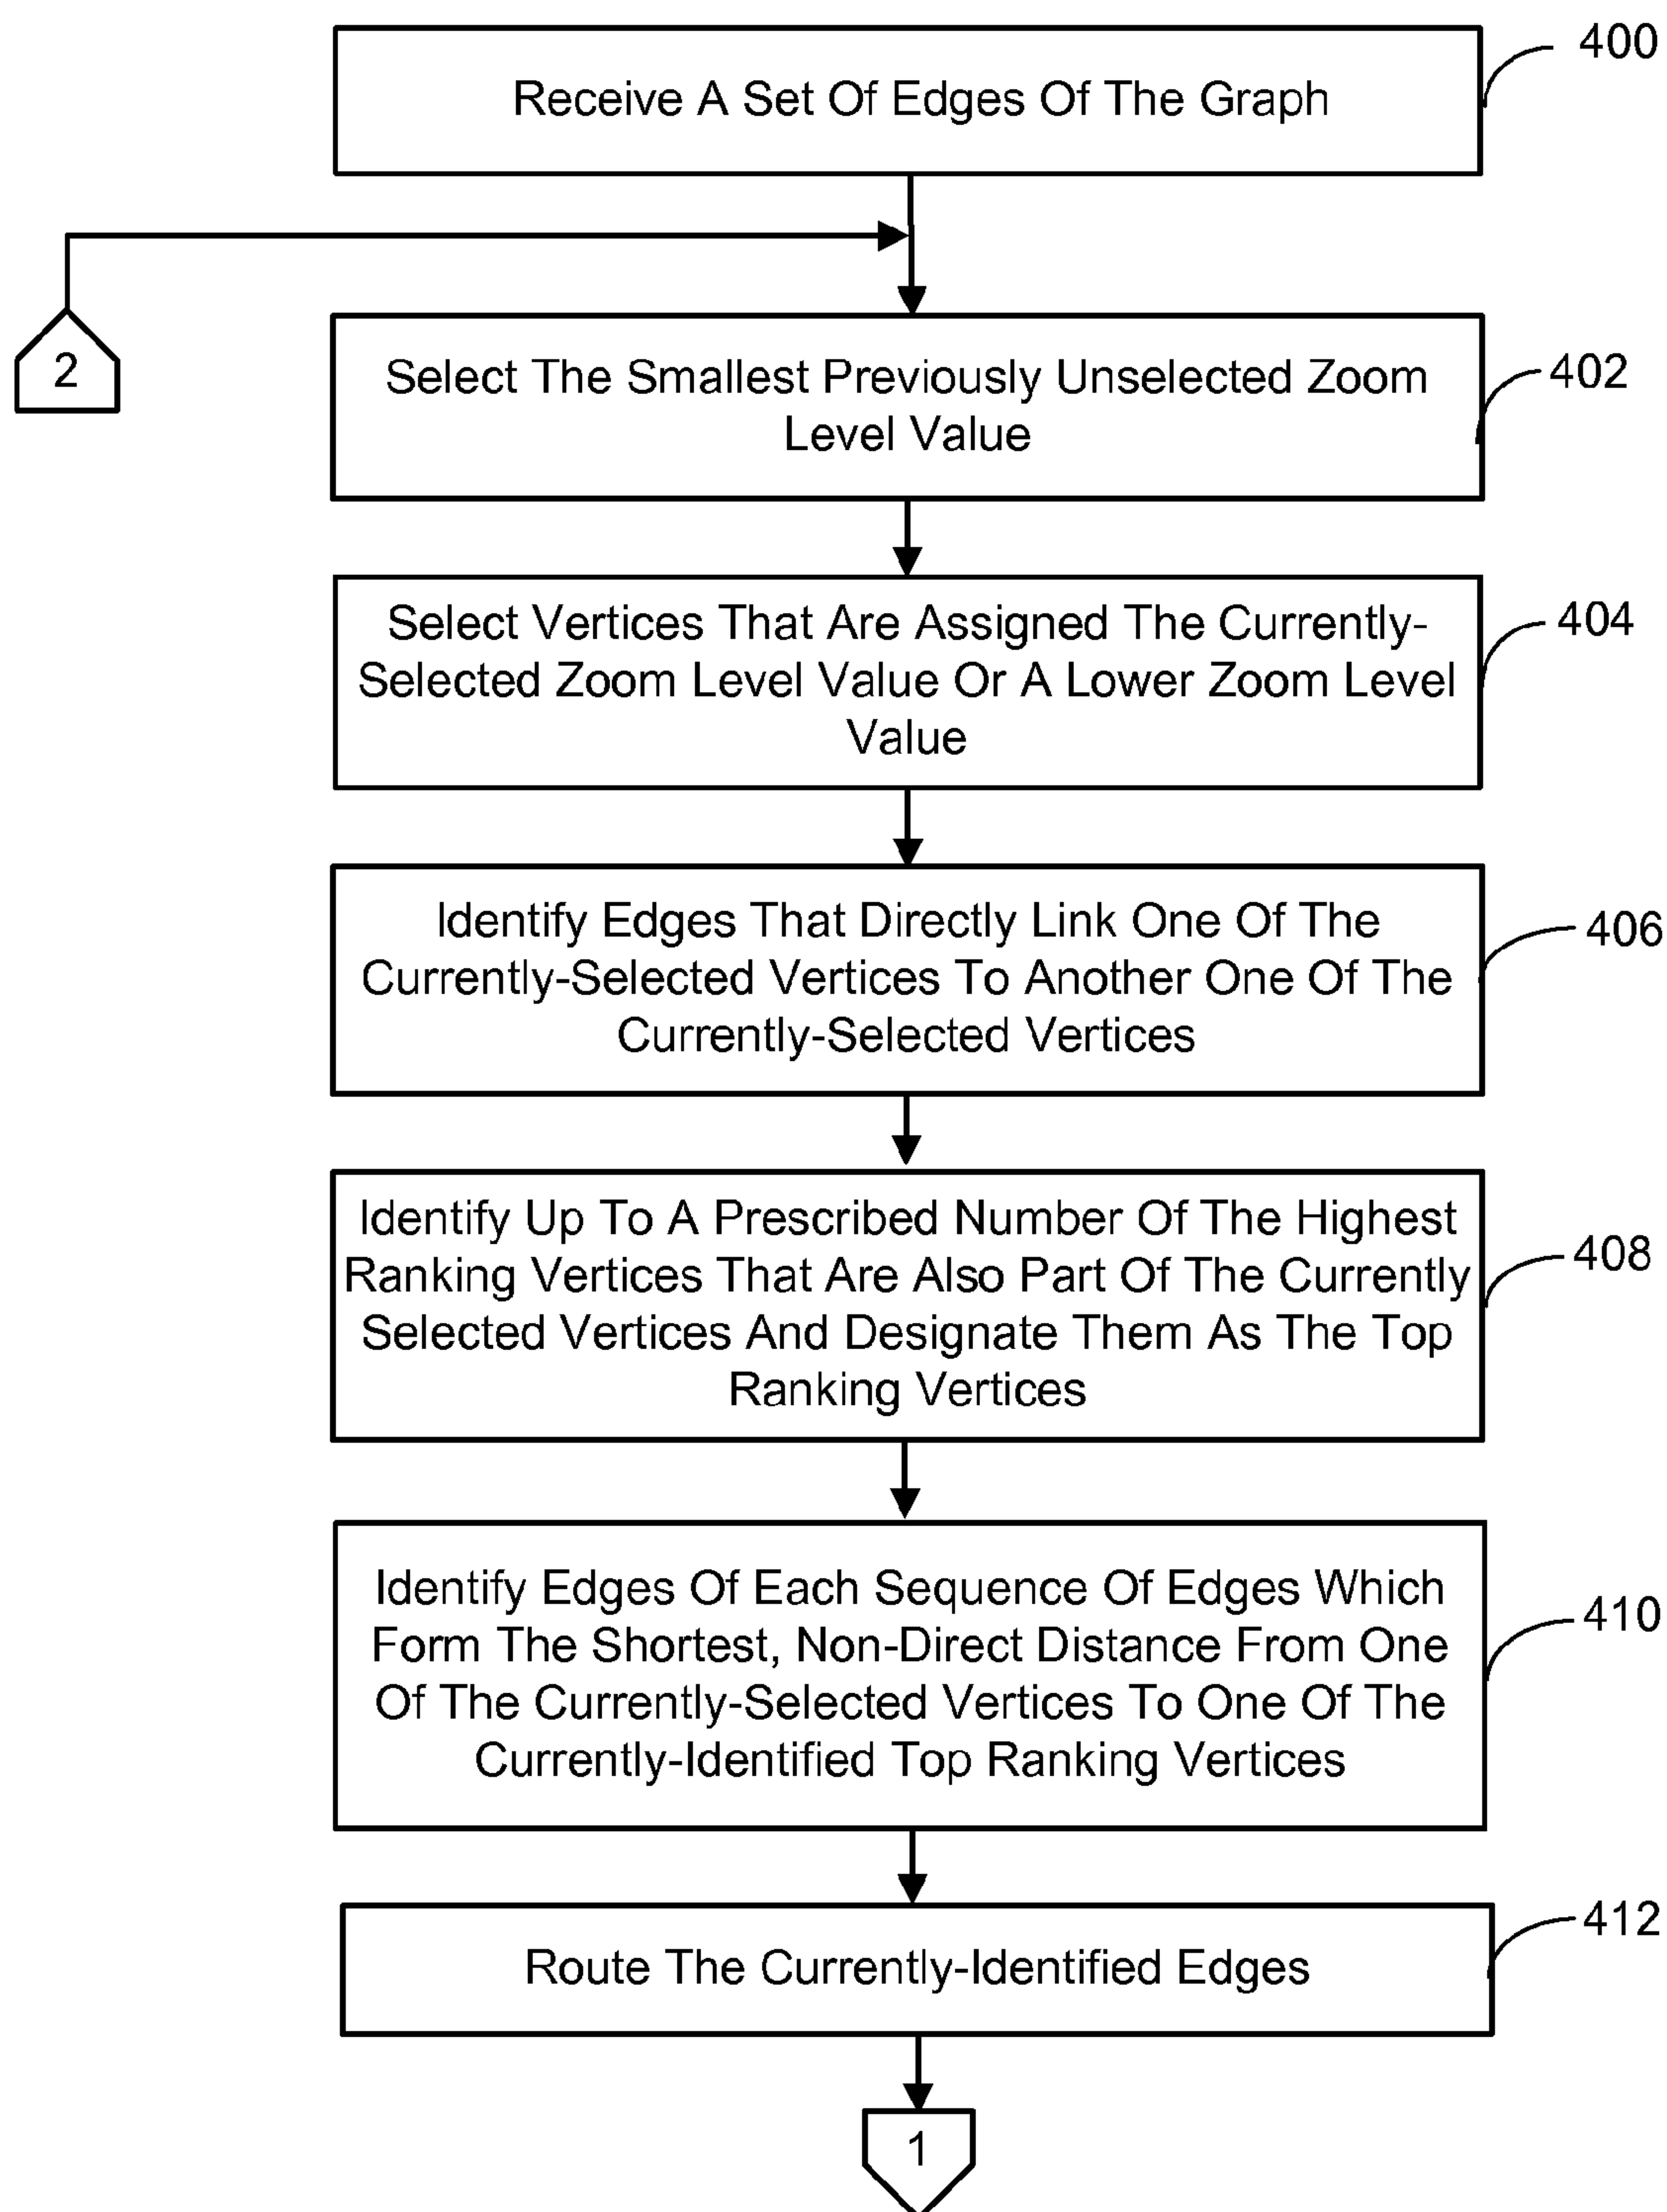 Receive A Set Of Edges Of The Graph
400
2
Select The Smallest Previously Unselected Zoom
Level Value
402
Select Vertices That Are Assigned The Currently-
Selected Zoom Level Value Or A Lower Zoom Level
Value
404
Identify Edges That Directly Link One Of The
Currently-Selected Vertices To Another One Of The
Currently-Selected Vertices
406
Identify Up To A Prescribed Number Of The Highest
Ranking Vertices That Are Also Part Of The Currently
Selected Vertices And Designate Them As The Top
Ranking Vertices
408
Identify Edges Of Each Sequence Of Edges Which
Form The Shortest, Non-Direct Distance From One
Of The Currently-Selected Vertices To One Of The
Currently-Identified Top Ranking Vertices
410
Route The Currently-Identified Edges
412
1